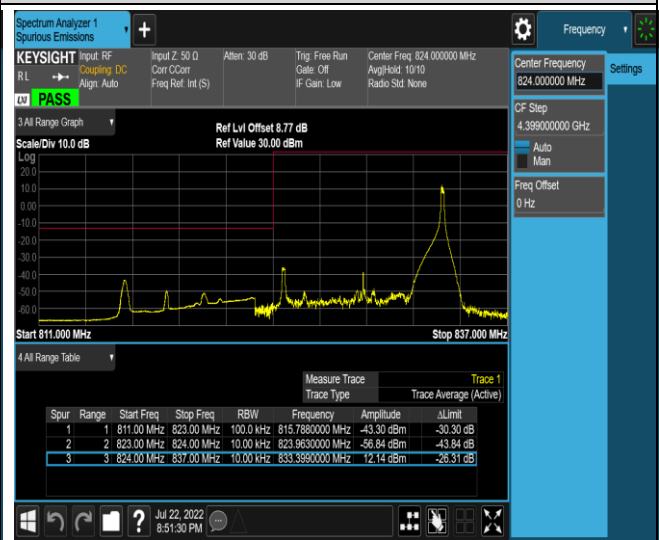 Spectrum Analyzer 1
Spurious Emissions
+
Frequency
KEYSIGHT Input: RF Input Z: 50 Ω Atten: 30 dB Trig: Free Run Center Freq: 824.000000 MHz
RL Coupling: DC Corr CCorr Gate: Off Avg|Hold: 10/10
Align: Auto Freq Ref: Int (S) IF Gain: Low Radio Std: None
LXI PASS
Center Frequency
824.000000 MHz
Settings
CF Step
4.399000000 GHz
Auto
Man
Freq Offset
0 Hz
3 All Range Graph
Ref Lvl Offset 8.77 dB
Scale/Div 10.0 dB Ref Value 30.00 dBm
Log
20.0
10.0
0.00
-10.0
-20.0
-30.0
-40.0
-50.0
-60.0
Start 811.000 MHz Stop 837.000 MHz
4 All Range Table
Measure Trace Trace 1
Trace Type Trace Average (Active)
Spur Range Start Freq Stop Freq RBW Frequency Amplitude ΔLimit
1 1 811.00 MHz 823.00 MHz 100.0 kHz 815.7880000 MHz -43.30 dBm -30.30 dB
2 2 823.00 MHz 824.00 MHz 10.00 kHz 823.9630000 MHz -56.84 dBm -43.84 dB
3 3 824.00 MHz 837.00 MHz 10.00 kHz 833.3990000 MHz 12.14 dBm -26.31 dB
? Jul 22, 2022
8:51:30 PM